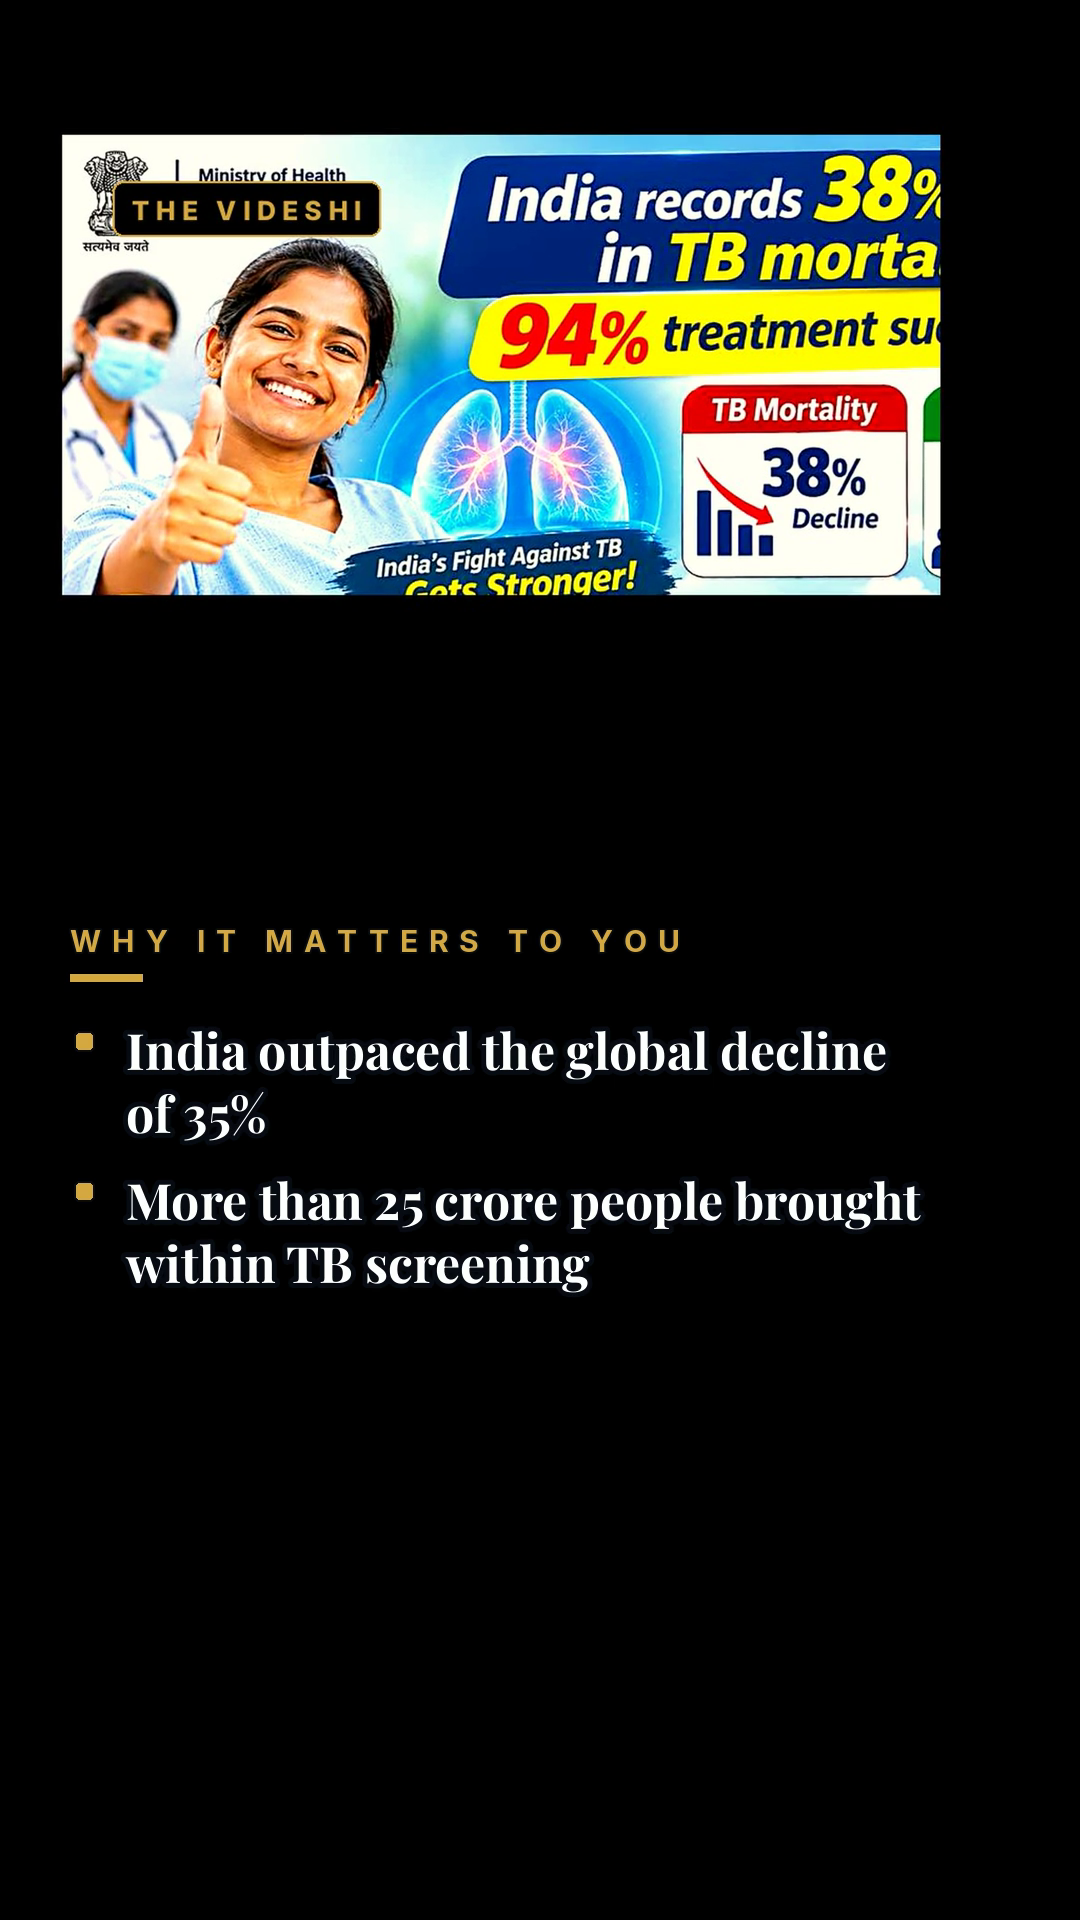 Ministry of Health
THE VIDESHI
सत्यमेव जयते
India records 38%
in TB morta
94% treatment su
TB Mortality
38%
Decline
India's Fight Against TB
Gets Stronger!
WHY IT MATTERS TO YOU
India outpaced the global decline
of 35%
More than 25 crore people brought
within TB screening